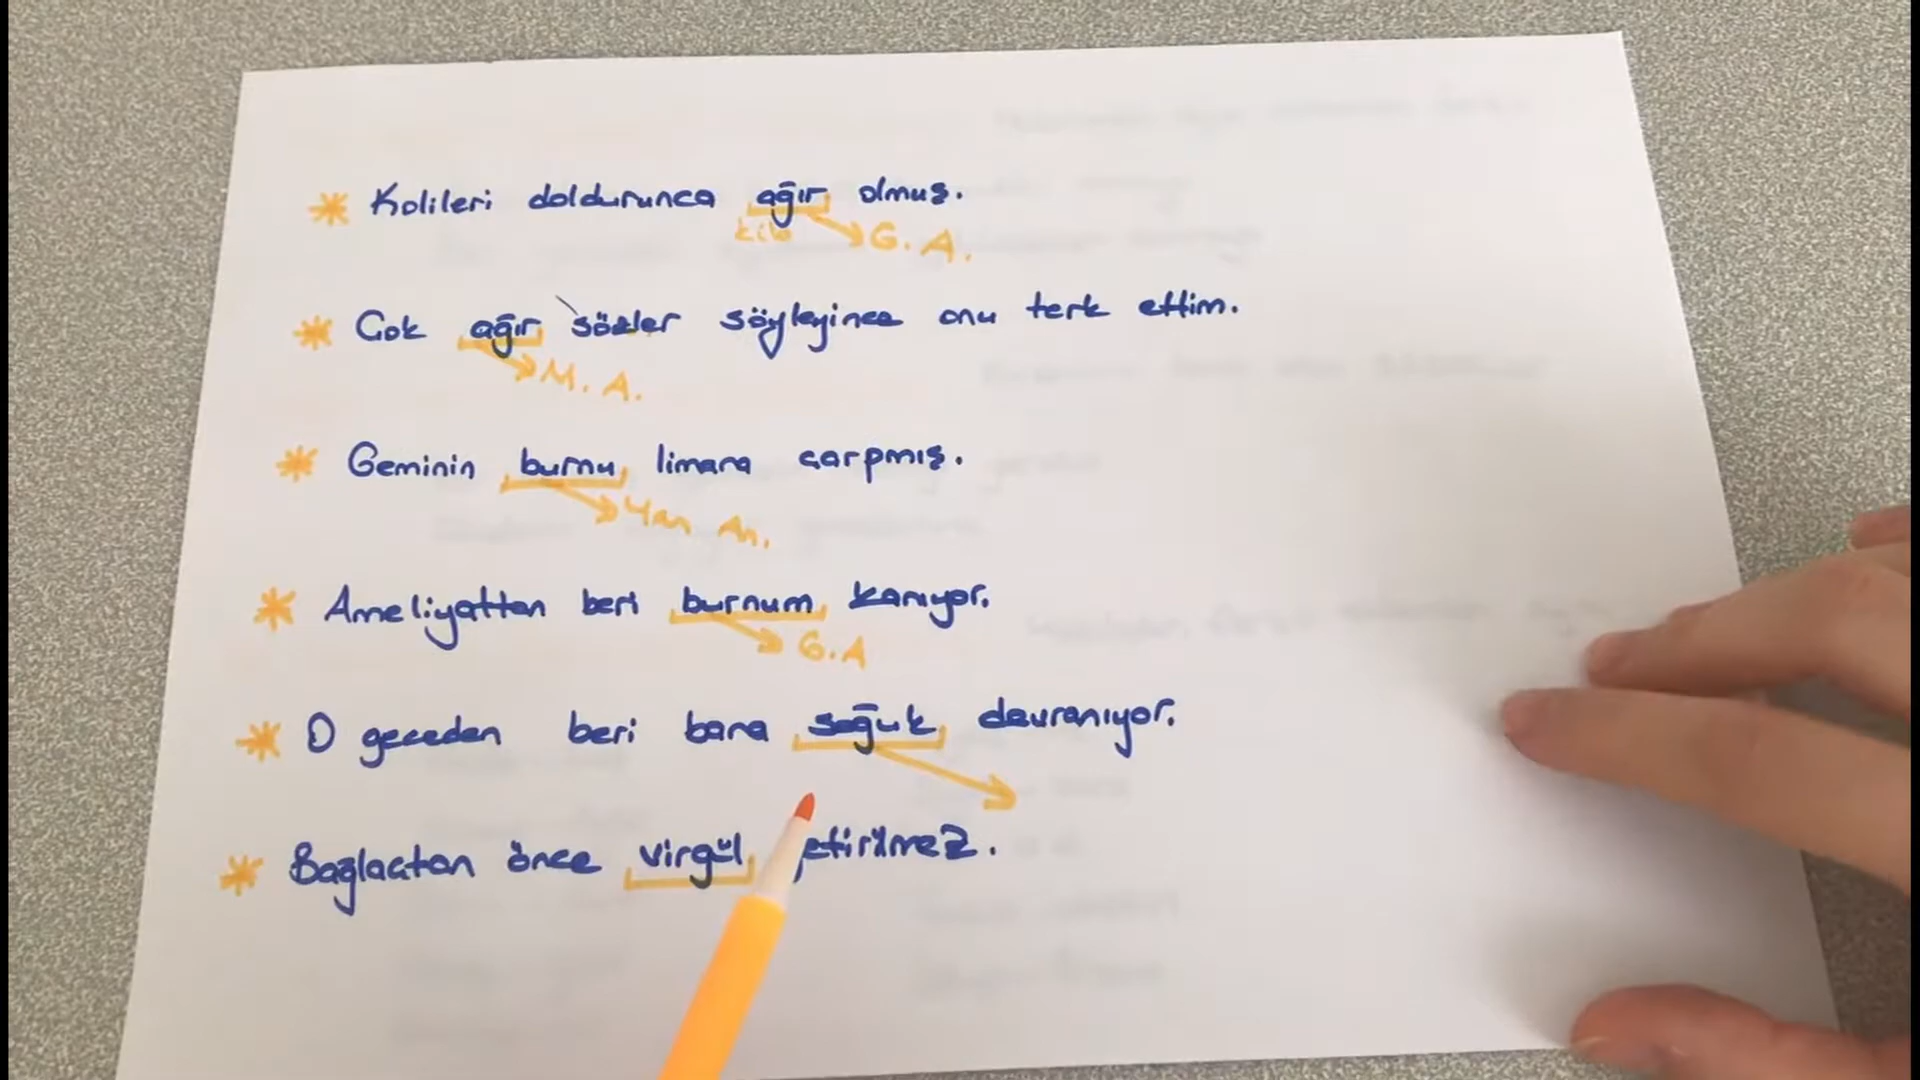 Kolileri doldurunca ağır olmuş.
kilo G. A.
Çok ağır sözler söyleyince onu terk ettim.
M. A.
Geminin burnu limana çarpmış.
Yan An.
Ameliyattan beri burnum kanıyor.
G.A
O geceden beri bana soğuk davranıyor.
Bağlaçtan önce virgül getirilmez.